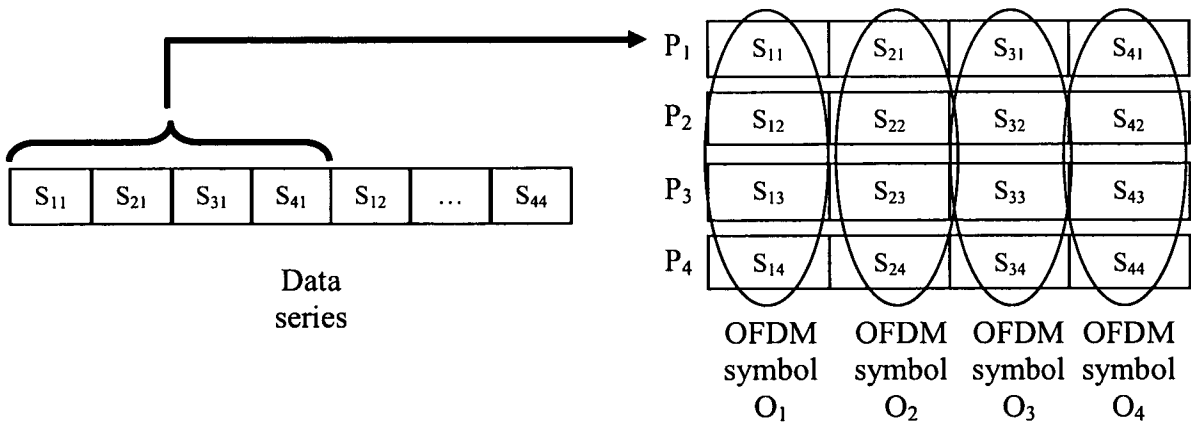 P₁ S₁₁ S₂₁ S₃₁ S₄₁
P₂ S₁₂ S₂₂ S₃₂ S₄₂
S₁₁ S₂₁ S₃₁ S₄₁ S₁₂ ... S₄₄
P₃ S₁₃ S₂₃ S₃₃ S₄₃
P₄ S₁₄ S₂₄ S₃₄ S₄₄
Data
series
OFDM OFDM OFDM OFDM
symbol symbol symbol symbol
O₁ O₂ O₃ O₄